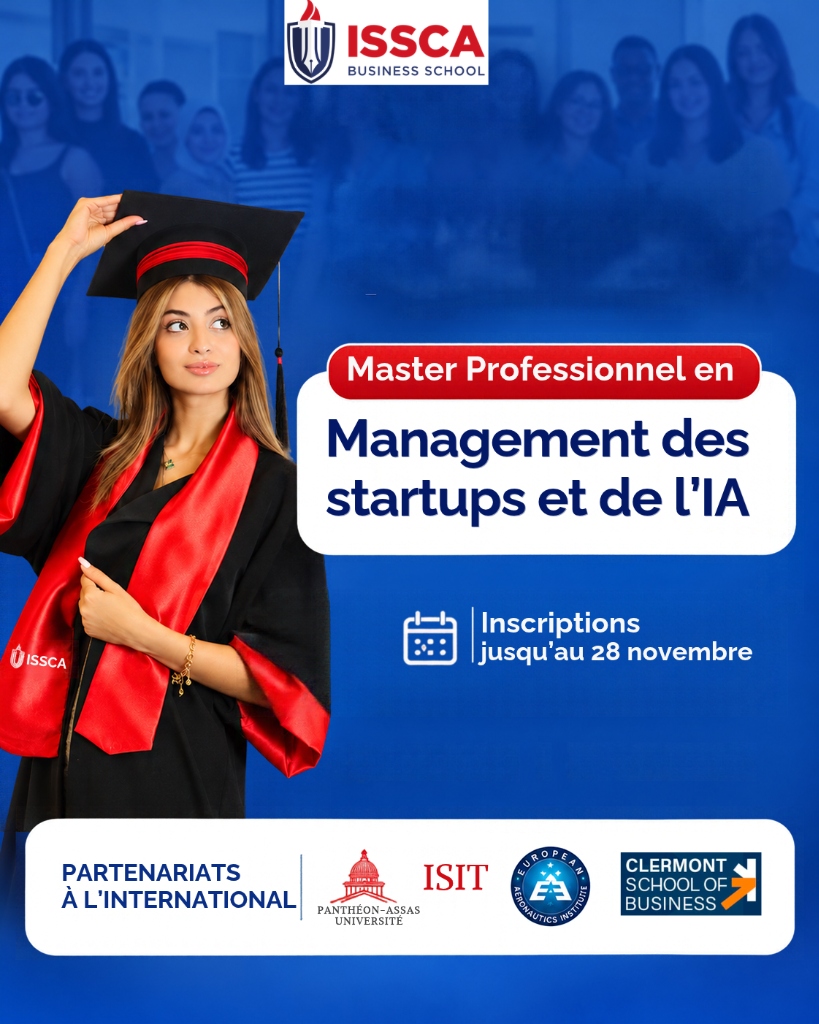 ISSCA
BUSINESS SCHOOL
Master Professionnel en
Management des
startups et de l'IA
Inscriptions
jusqu'au 28 novembre
ISSCA
PARTENARIATS
À L'INTERNATIONAL
PANTHÉON-ASSAS
UNIVERSITÉ
ISIT
EUROPEAN
AERONAUTICS INSTITUTE
CLERMONT
SCHOOL OF
BUSINESS